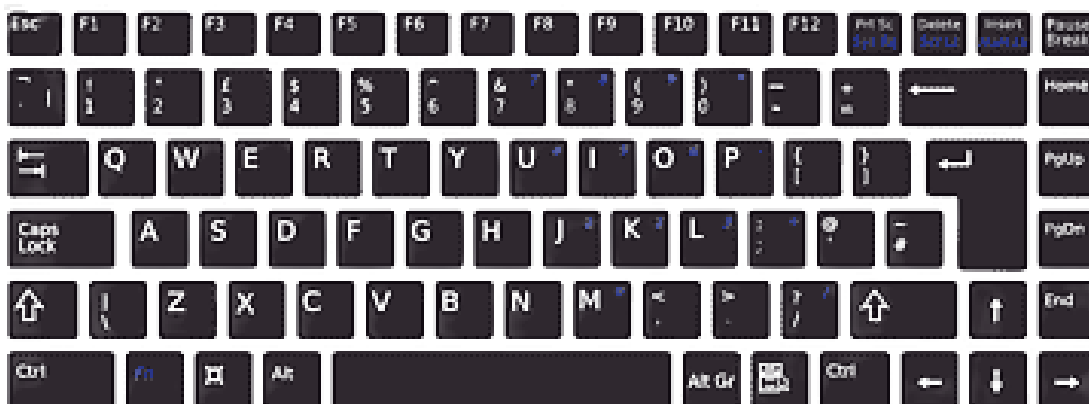 Esc F1 F2 F3 F4 F5 F6 F7 F8 F9 F10 F11 F12 Prt Sc Delete Insert Pause
Break
! " £ $ % ^ & * ( ) _ +
1 2 3 4 5 6 7 8 9 0 - = Home
Q W E R T Y U I O P { } PgUp
[ ]
Caps A S D F G H J K L : @ ~ PgDn
Lock ; ' #
| Z X C V B N M < > ? End
\ , . /
Ctrl Fn Alt Alt Gr Ctrl